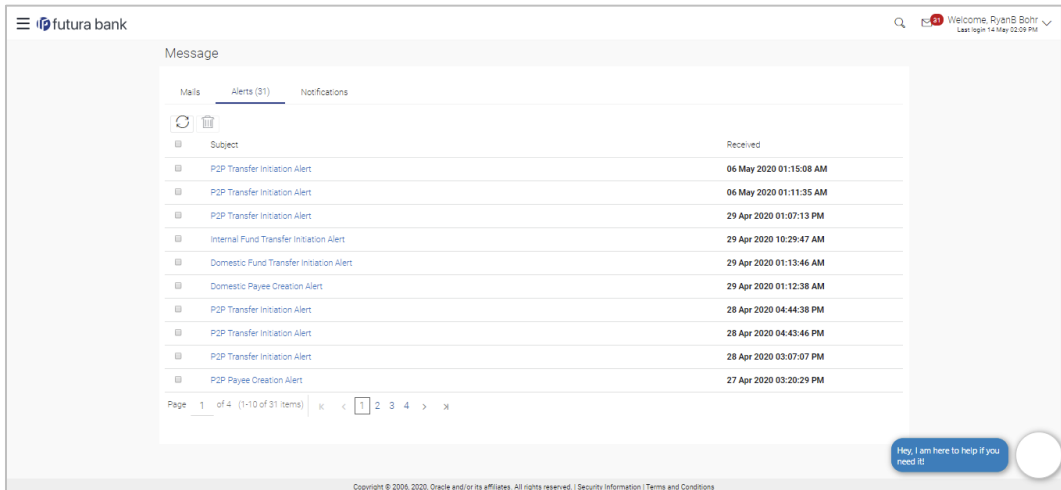 futura bank
31
Welcome, RyanB Bohr
Last login 14 May 02:09 PM
Message
Mails Alerts (31) Notifications
Subject Received
P2P Transfer Initiation Alert 06 May 2020 01:15:08 AM
P2P Transfer Initiation Alert 06 May 2020 01:11:35 AM
P2P Transfer Initiation Alert 29 Apr 2020 01:07:13 PM
Internal Fund Transfer Initiation Alert 29 Apr 2020 10:29:47 AM
Domestic Fund Transfer Initiation Alert 29 Apr 2020 01:13:46 AM
Domestic Payee Creation Alert 29 Apr 2020 01:12:38 AM
P2P Transfer Initiation Alert 28 Apr 2020 04:44:38 PM
P2P Transfer Initiation Alert 28 Apr 2020 04:43:46 PM
P2P Transfer Initiation Alert 28 Apr 2020 03:07:07 PM
P2P Payee Creation Alert 27 Apr 2020 03:20:29 PM
Page 1 of 4 (1-10 of 31 items) 1 2 3 4
Hey, I am here to help if you
need it!
Copyright © 2006, 2020, Oracle and/or its affiliates. All rights reserved. | Security Information | Terms and Conditions